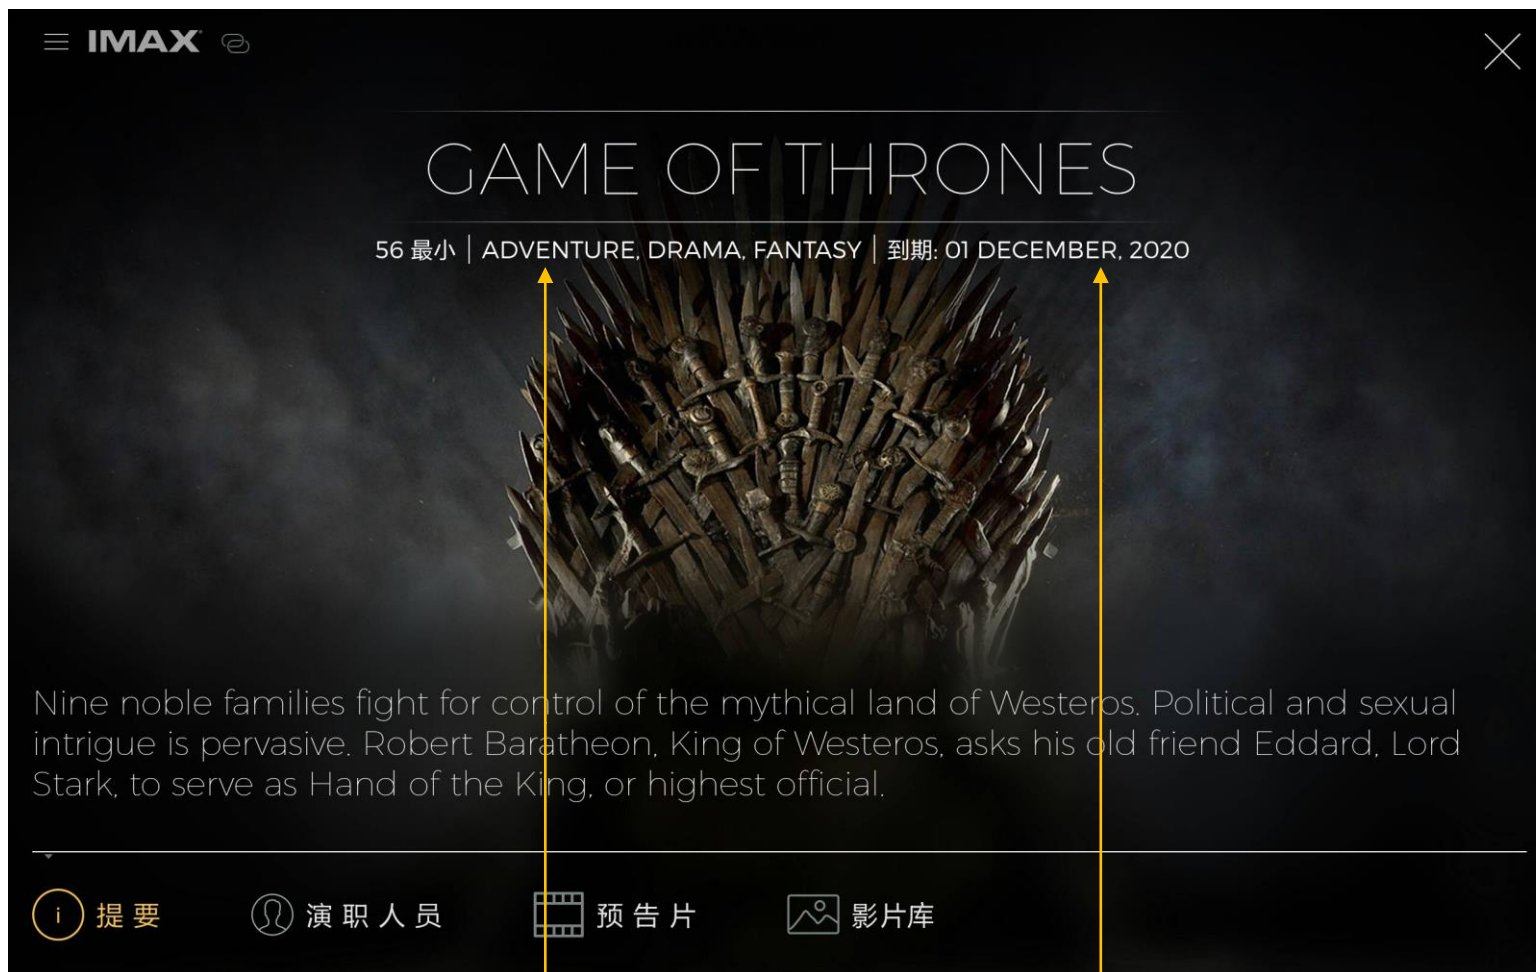 IMAX
GAME OF THRONES
56 最小 | ADVENTURE, DRAMA, FANTASY | 到期: 01 DECEMBER, 2020
Nine noble families fight for control of the mythical land of Westeros. Political and sexual
intrigue is pervasive. Robert Baratheon, King of Westeros, asks his old friend Eddard, Lord
Stark, to serve as Hand of the King, or highest official.
i 提要 演职人员 预告片 影片库